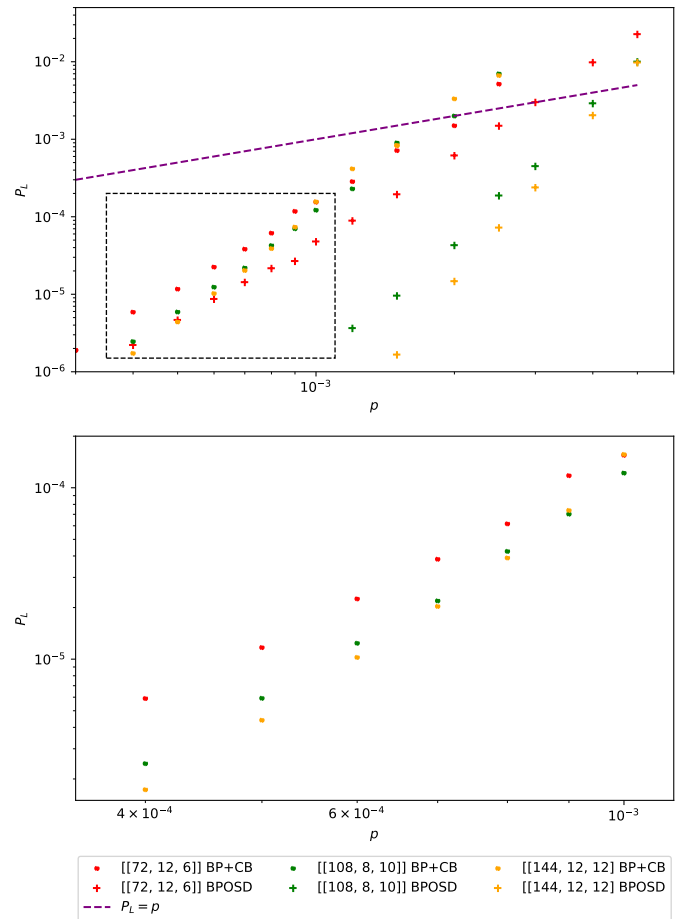 10^{-2}
10^{-3}
P_L
10^{-4}
10^{-5}
10^{-6}
10^{-3}
p
10^{-4}
P_L
10^{-5}
4 × 10^{-4}
6 × 10^{-4}
10^{-3}
p
[[72, 12, 6]] BP+CB
[[108, 8, 10]] BP+CB
[[144, 12, 12] BP+CB
[[72, 12, 6]] BPOSD
[[108, 8, 10]] BPOSD
[[144, 12, 12] BPOSD
P_L = p